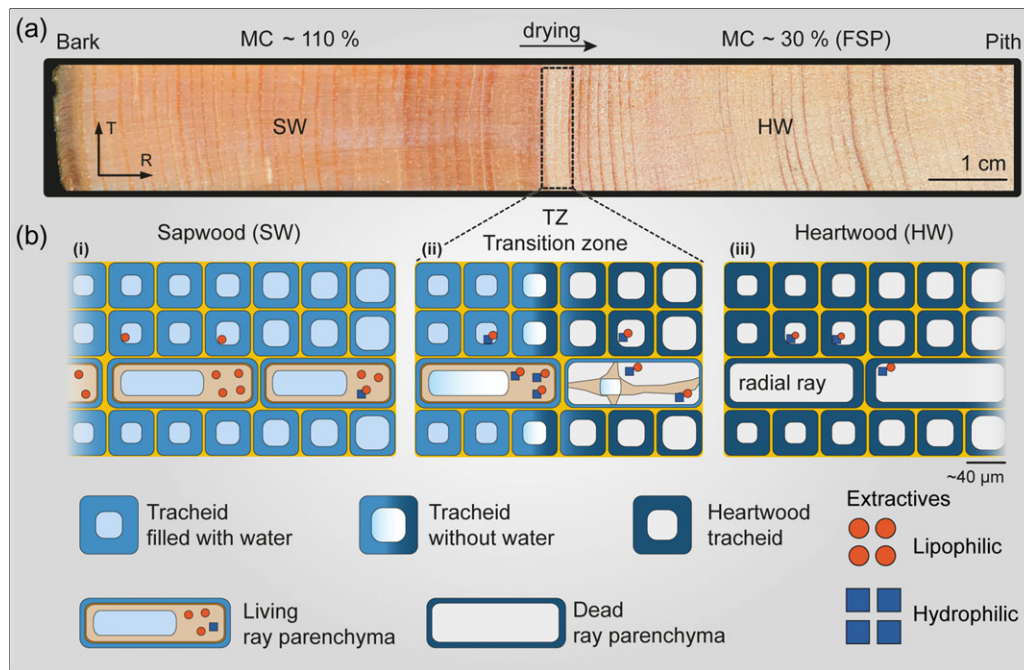 (a)
Bark
MC ~ 110 %
drying
MC ~ 30 % (FSP)
Pith
SW
HW
T
R
1 cm
(b)
Sapwood (SW)
TZ
Transition zone
Heartwood (HW)
(i)
(ii)
(iii)
radial ray
~40 µm
Tracheid
filled with water
Tracheid
without water
Heartwood
tracheid
Extractives
Lipophilic
Hydrophilic
Living
ray parenchyma
Dead
ray parenchyma